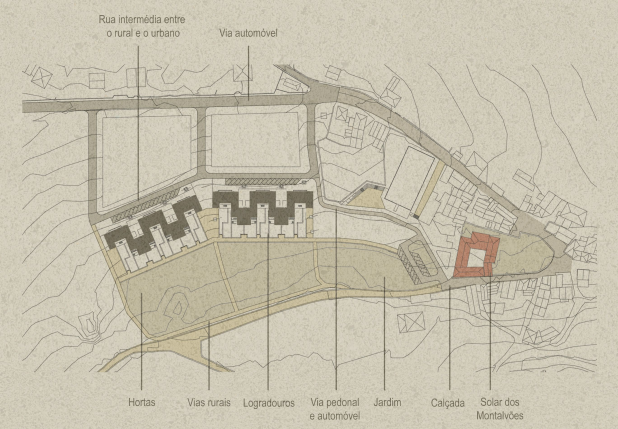 Rua intermédia entre
o rural e o urbano
Via automóvel
Hortas
Vias rurais
Logradouros
Via pedonal
e automóvel
Jardim
Calçada
Solar dos
Montalvões